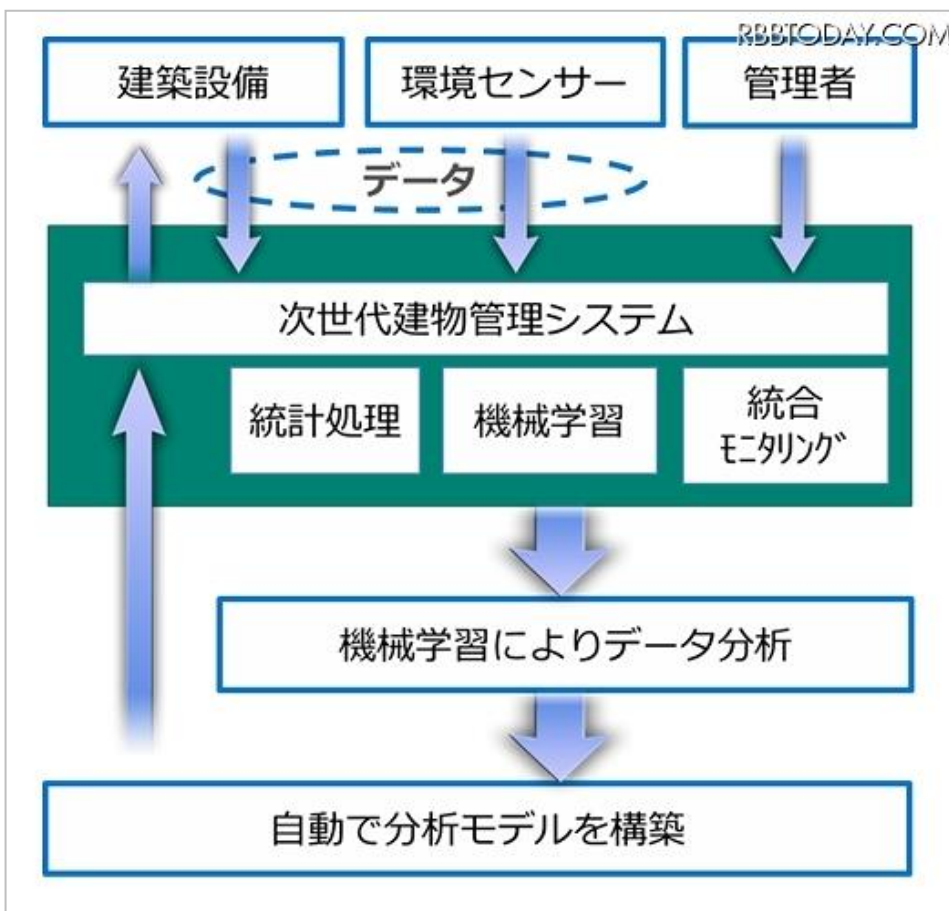 RBBTODAY.COM
建築設備
環境センサー
管理者
データ
次世代建物管理システム
統計処理
機械学習
統合
ﾓﾆﾀﾘﾝｸﾞ
機械学習によりデータ分析
自動で分析モデルを構築